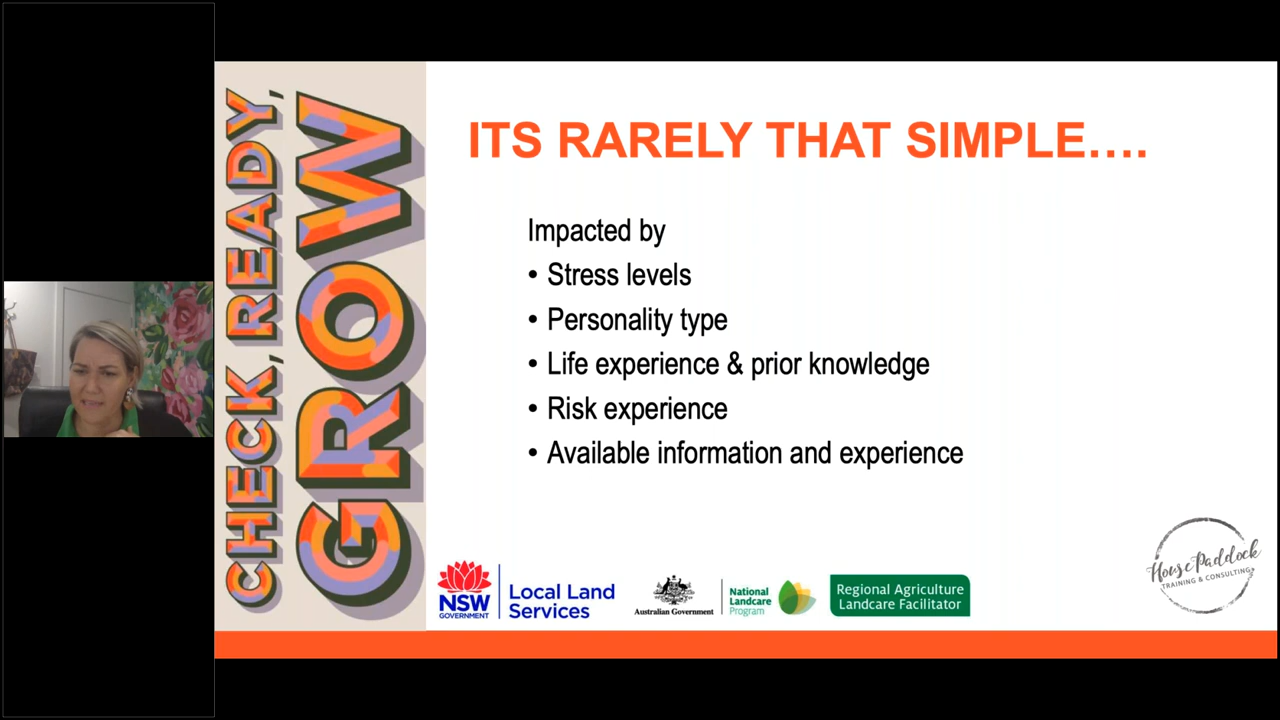 CHECK, READY,
GROW
ITS RARELY THAT SIMPLE....
Impacted by
• Stress levels
• Personality type
• Life experience & prior knowledge
• Risk experience
• Available information and experience
NSW
GOVERNMENT
Local Land
Services
Australian Government
National
Landcare
Program
Regional Agriculture
Landcare Facilitator
House Paddock
TRAINING & CONSULTING